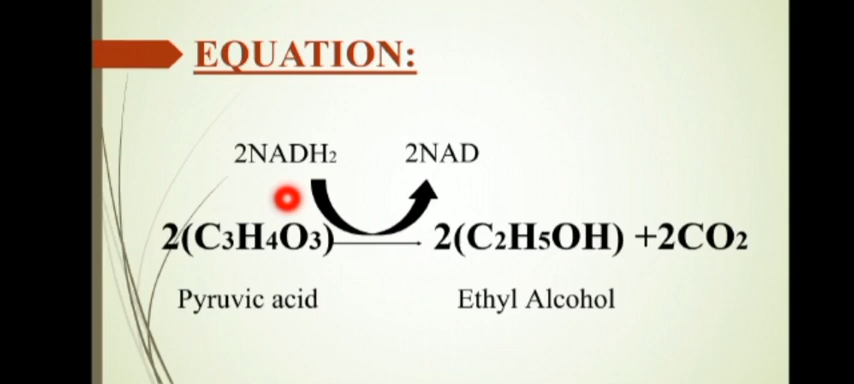 EQUATION:
2NADH₂ 2NAD
2(C₃H₄O₃) 2(C₂H₅OH) +2CO₂
Pyruvic acid Ethyl Alcohol